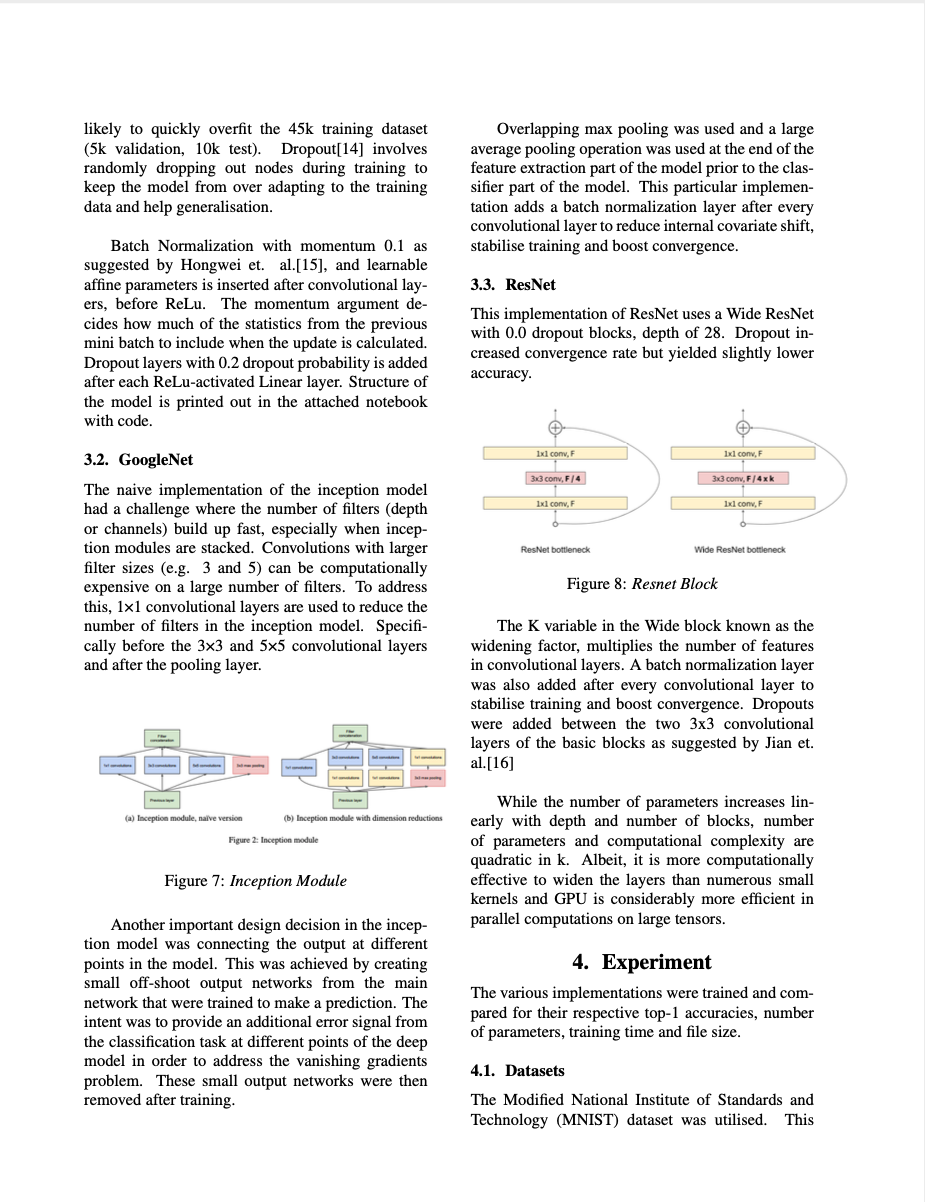 likely to quickly overfit the 45k training dataset
(5k validation, 10k test). Dropout[14] involves
randomly dropping out nodes during training to
keep the model from over adapting to the training
data and help generalisation.
Batch Normalization with momentum 0.1 as
suggested by Hongwei et. al.[15], and learnable
affine parameters is inserted after convolutional lay-
ers, before ReLu. The momentum argument de-
cides how much of the statistics from the previous
mini batch to include when the update is calculated.
Dropout layers with 0.2 dropout probability is added
after each ReLu-activated Linear layer. Structure of
the model is printed out in the attached notebook
with code.
3.2. GoogleNet
The naive implementation of the inception model
had a challenge where the number of filters (depth
or channels) build up fast, especially when incep-
tion modules are stacked. Convolutions with larger
filter sizes (e.g. 3 and 5) can be computationally
expensive on a large number of filters. To address
this, 1×1 convolutional layers are used to reduce the
number of filters in the inception model. Specifi-
cally before the 3×3 and 5×5 convolutional layers
and after the pooling layer.
Filter
concatenation
1x1 convolutions
3x3 convolutions
5x5 convolutions
3x3 max pooling
Previous layer
(a) Inception module, naïve version
Filter
concatenation
3x3 convolutions
5x5 convolutions
1x1 convolutions
1x1 convolutions
1x1 convolutions
1x1 convolutions
3x3 max pooling
Previous layer
(b) Inception module with dimension reductions
Figure 2: Inception module
Figure 7: Inception Module
Another important design decision in the incep-
tion model was connecting the output at different
points in the model. This was achieved by creating
small off-shoot output networks from the main
network that were trained to make a prediction. The
intent was to provide an additional error signal from
the classification task at different points of the deep
model in order to address the vanishing gradients
problem. These small output networks were then
removed after training.
Overlapping max pooling was used and a large
average pooling operation was used at the end of the
feature extraction part of the model prior to the clas-
sifier part of the model. This particular implemen-
tation adds a batch normalization layer after every
convolutional layer to reduce internal covariate shift,
stabilise training and boost convergence.
3.3. ResNet
This implementation of ResNet uses a Wide ResNet
with 0.0 dropout blocks, depth of 28. Dropout in-
creased convergence rate but yielded slightly lower
accuracy.
1x1 conv, F
3x3 conv, F / 4
1x1 conv, F
ResNet bottleneck
1x1 conv, F
3x3 conv, F / 4 x k
1x1 conv, F
Wide ResNet bottleneck
Figure 8: Resnet Block
The K variable in the Wide block known as the
widening factor, multiplies the number of features
in convolutional layers. A batch normalization layer
was also added after every convolutional layer to
stabilise training and boost convergence. Dropouts
were added between the two 3x3 convolutional
layers of the basic blocks as suggested by Jian et.
al.[16]
While the number of parameters increases lin-
early with depth and number of blocks, number
of parameters and computational complexity are
quadratic in k. Albeit, it is more computationally
effective to widen the layers than numerous small
kernels and GPU is considerably more efficient in
parallel computations on large tensors.
4. Experiment
The various implementations were trained and com-
pared for their respective top-1 accuracies, number
of parameters, training time and file size.
4.1. Datasets
The Modified National Institute of Standards and
Technology (MNIST) dataset was utilised. This